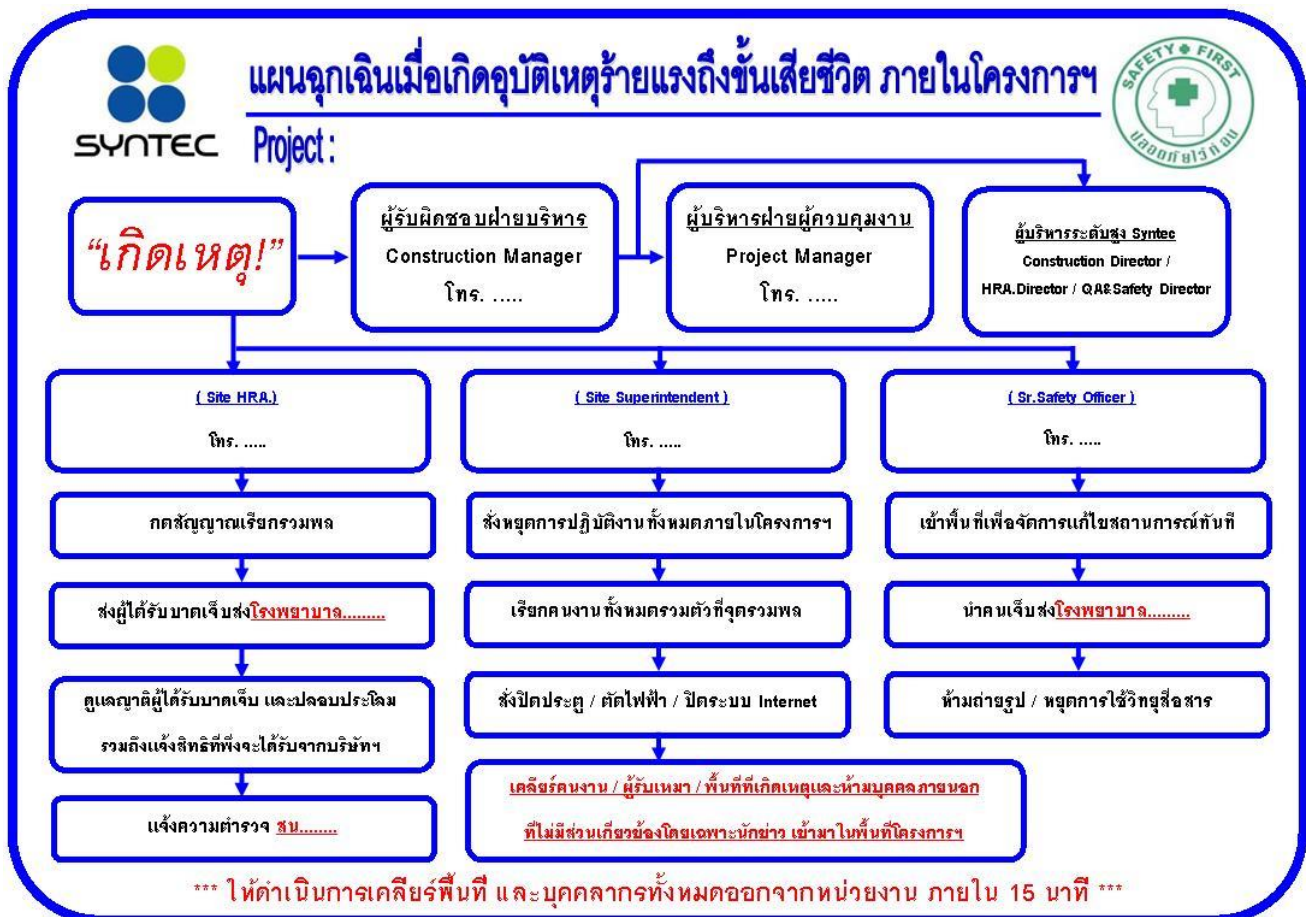 แผนฉุกเฉินเมื่อเกิดอุบัติเหตุร้ายแรงถึงขั้นเสียชีวิต ภายในโครงการฯ
SYNTEC
Project :
SAFETY FIRST
ปลอดภัยไว้ก่อน
“เกิดเหตุ!”
ผู้รับผิดชอบฝ่ายบริหาร
Construction Manager
โทร. .....
ผู้บริหารฝ่ายผู้ควบคุมงาน
Project Manager
โทร. .....
ผู้บริหารระดับสูง Syntec
Construction Director /
HRA.Director / QA&Safety Director
( Site HRA.)
โทร. .....
( Site Superintendent )
โทร. .....
( Sr.Safety Officer )
โทร. .....
กดสัญญาณเรียกรวมพล
สั่งหยุดการปฏิบัติงานทั้งหมดภายในโครงการฯ
เข้าพื้นที่เพื่อจัดการแก้ไขสถานการณ์ทันที
ส่งผู้ได้รับบาดเจ็บส่งโรงพยาบาล.........
เรียกคนงานทั้งหมดรวมตัวที่จุดรวมพล
นำคนเจ็บส่งโรงพยาบาล.........
ดูแลญาติผู้ได้รับบาดเจ็บ และปลอบประโลม
รวมถึงแจ้งสิทธิที่พึงจะได้รับจากบริษัทฯ
สั่งปิดประตู / ตัดไฟฟ้า / ปิดระบบ Internet
ห้ามถ่ายรูป / หยุดการใช้วิทยุสื่อสาร
แจ้งความตำรวจ สน........
เคลียร์คนงาน / ผู้รับเหมา / พื้นที่ที่เกิดเหตุและห้ามบุคคลภายนอก
ที่ไม่มีส่วนเกี่ยวข้องโดยเฉพาะนักข่าว เข้ามาในพื้นที่โครงการฯ
*** ให้ดำเนินการเคลียร์พื้นที่ และบุคคลากรทั้งหมดออกจากหน่วยงาน ภายใน 15 นาที ***